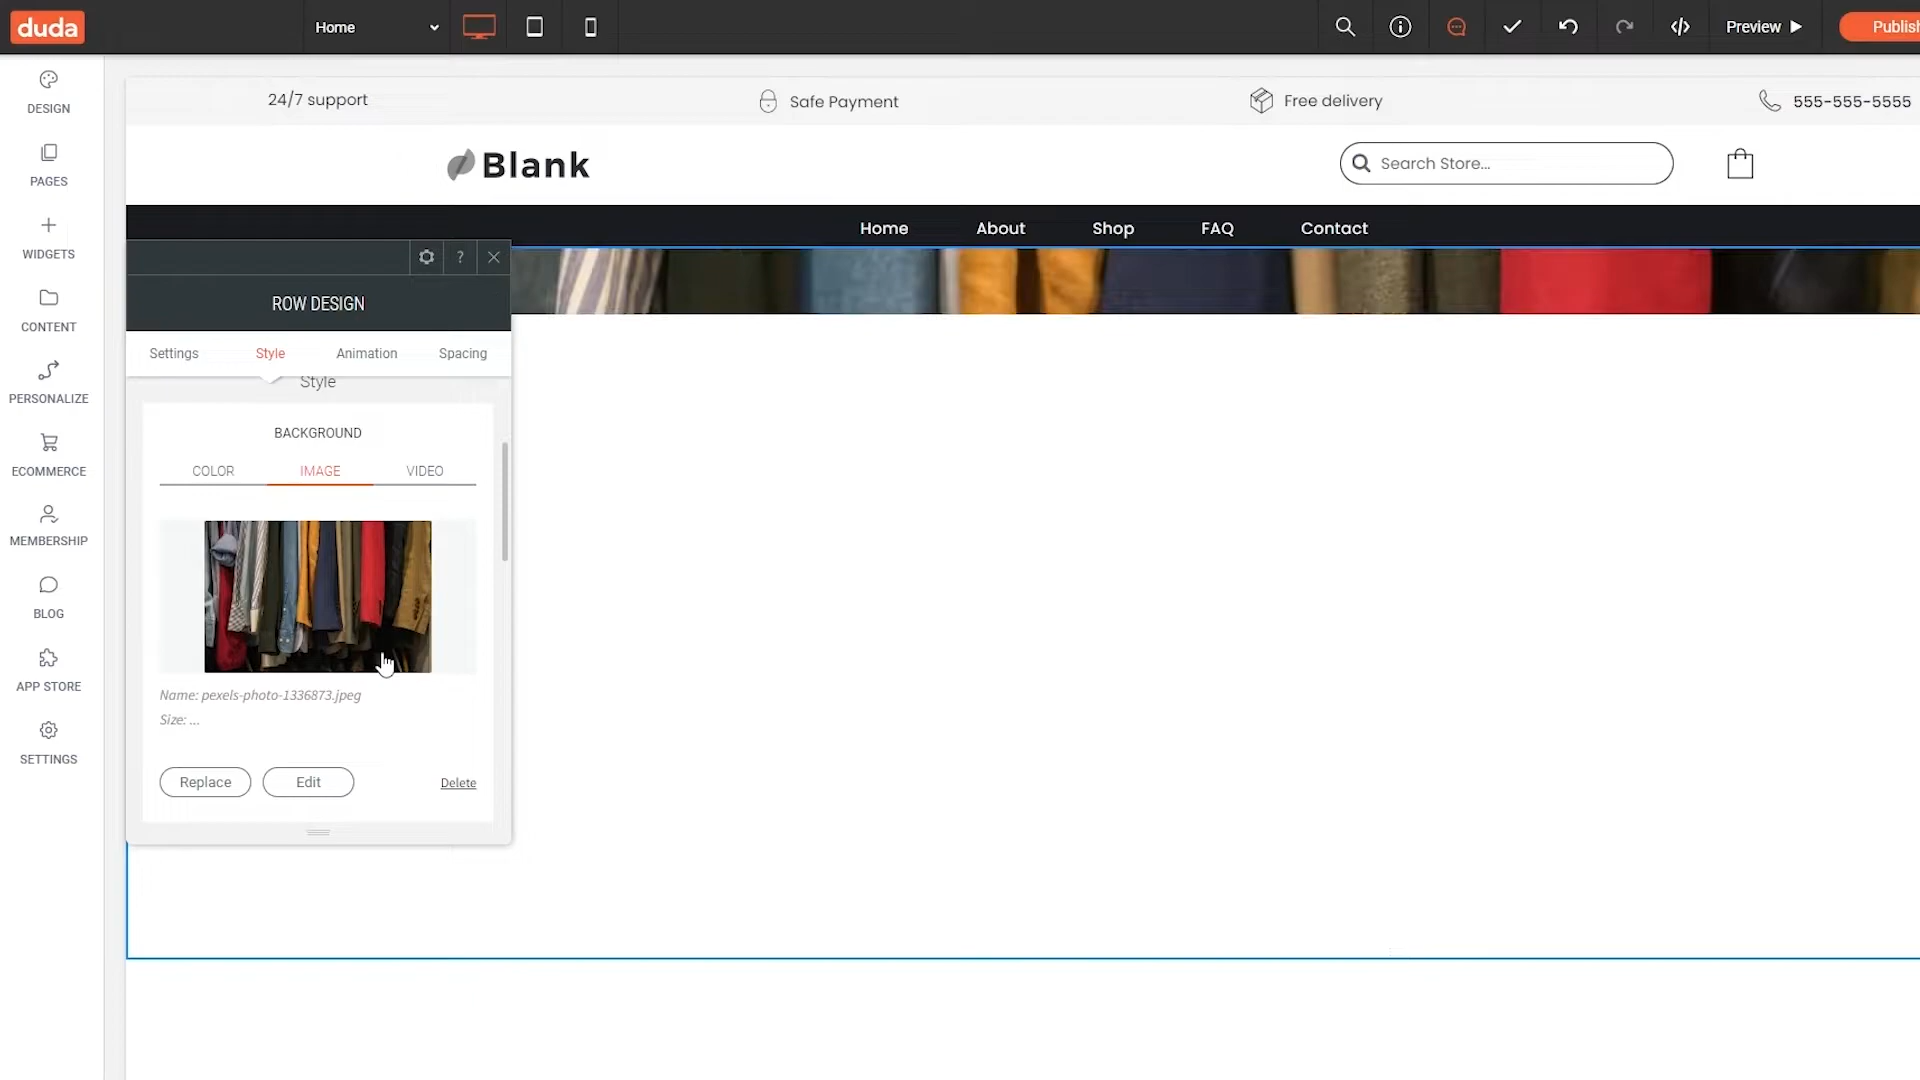 duda
Home
Preview
Publish
DESIGN
PAGES
WIDGETS
CONTENT
PERSONALIZE
ECOMMERCE
MEMBERSHIP
BLOG
APP STORE
SETTINGS
24/7 support
Safe Payment
Free delivery
555-555-5555
Blank
Search Store...
Home
About
Shop
FAQ
Contact
?
ROW DESIGN
Settings
Style
Animation
Spacing
Style
BACKGROUND
COLOR
IMAGE
VIDEO
Name: pexels-photo-1336873.jpeg
Size: ...
Replace
Edit
Delete